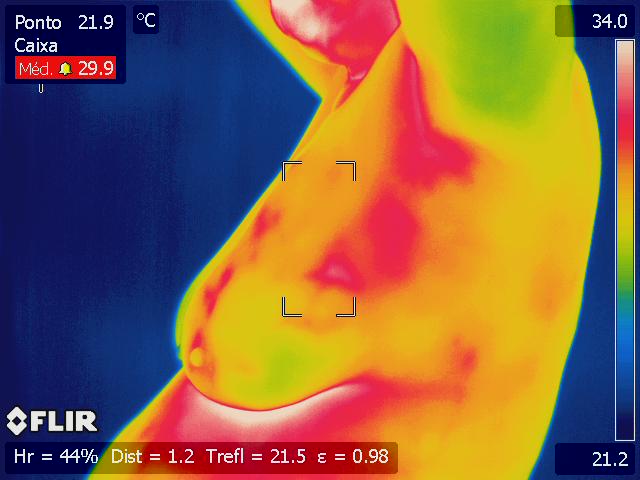 Ponto 21.9 °C
Caixa
Méd. 29.9
34.0
FLIR
Hr = 44% Dist = 1.2 Trefl = 21.5 ε = 0.98
21.2